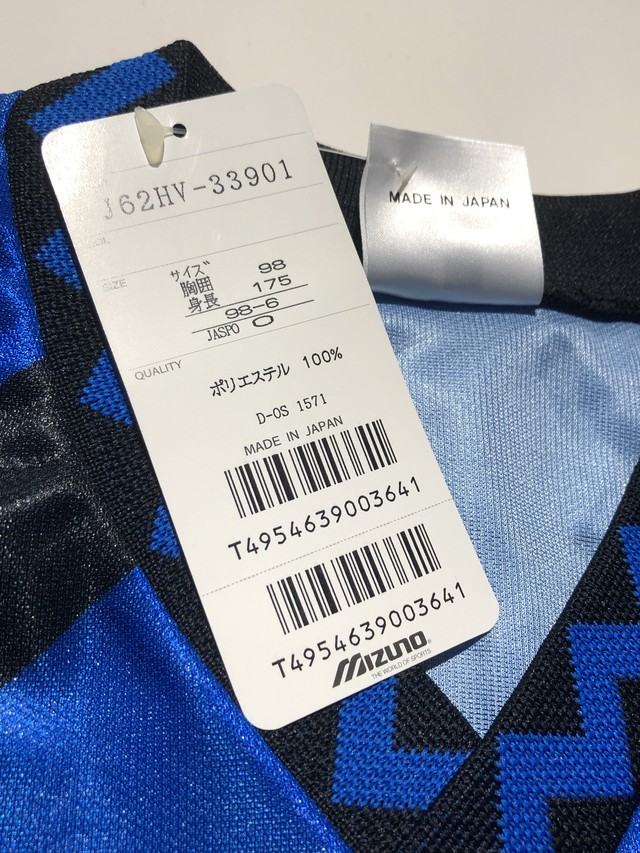 J62HV-33901
SIZE
サイズ 98
胸囲 175
身長
98-6
JASPO O
QUALITY
ポリエステル 100%
D-OS 1571
MADE IN JAPAN
T4954639003641
T4954639003641
MIZUNO®
THE WORLD OF SPORTS
MADE IN JAPAN